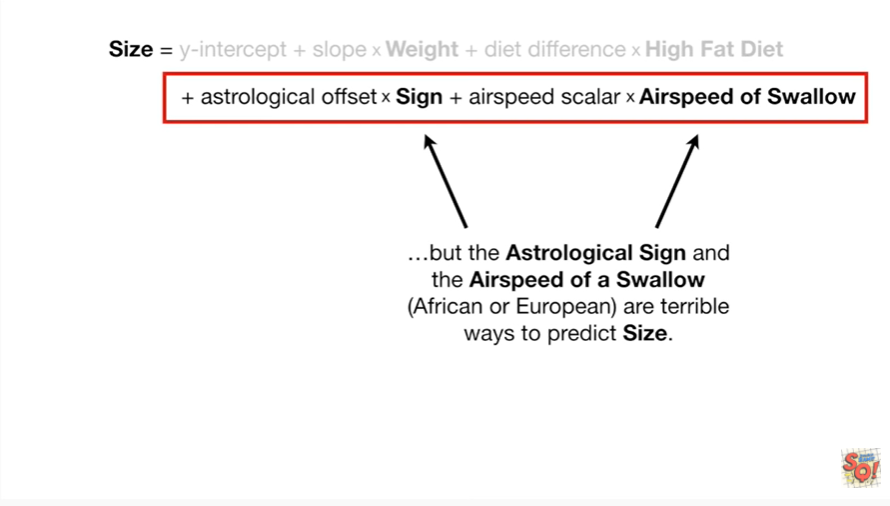 Size = y-intercept + slope x Weight + diet difference x High Fat Diet
+ astrological offset x Sign + airspeed scalar x Airspeed of Swallow
…but the Astrological Sign and
the Airspeed of a Swallow
(African or European) are terrible
ways to predict Size.
SQ!